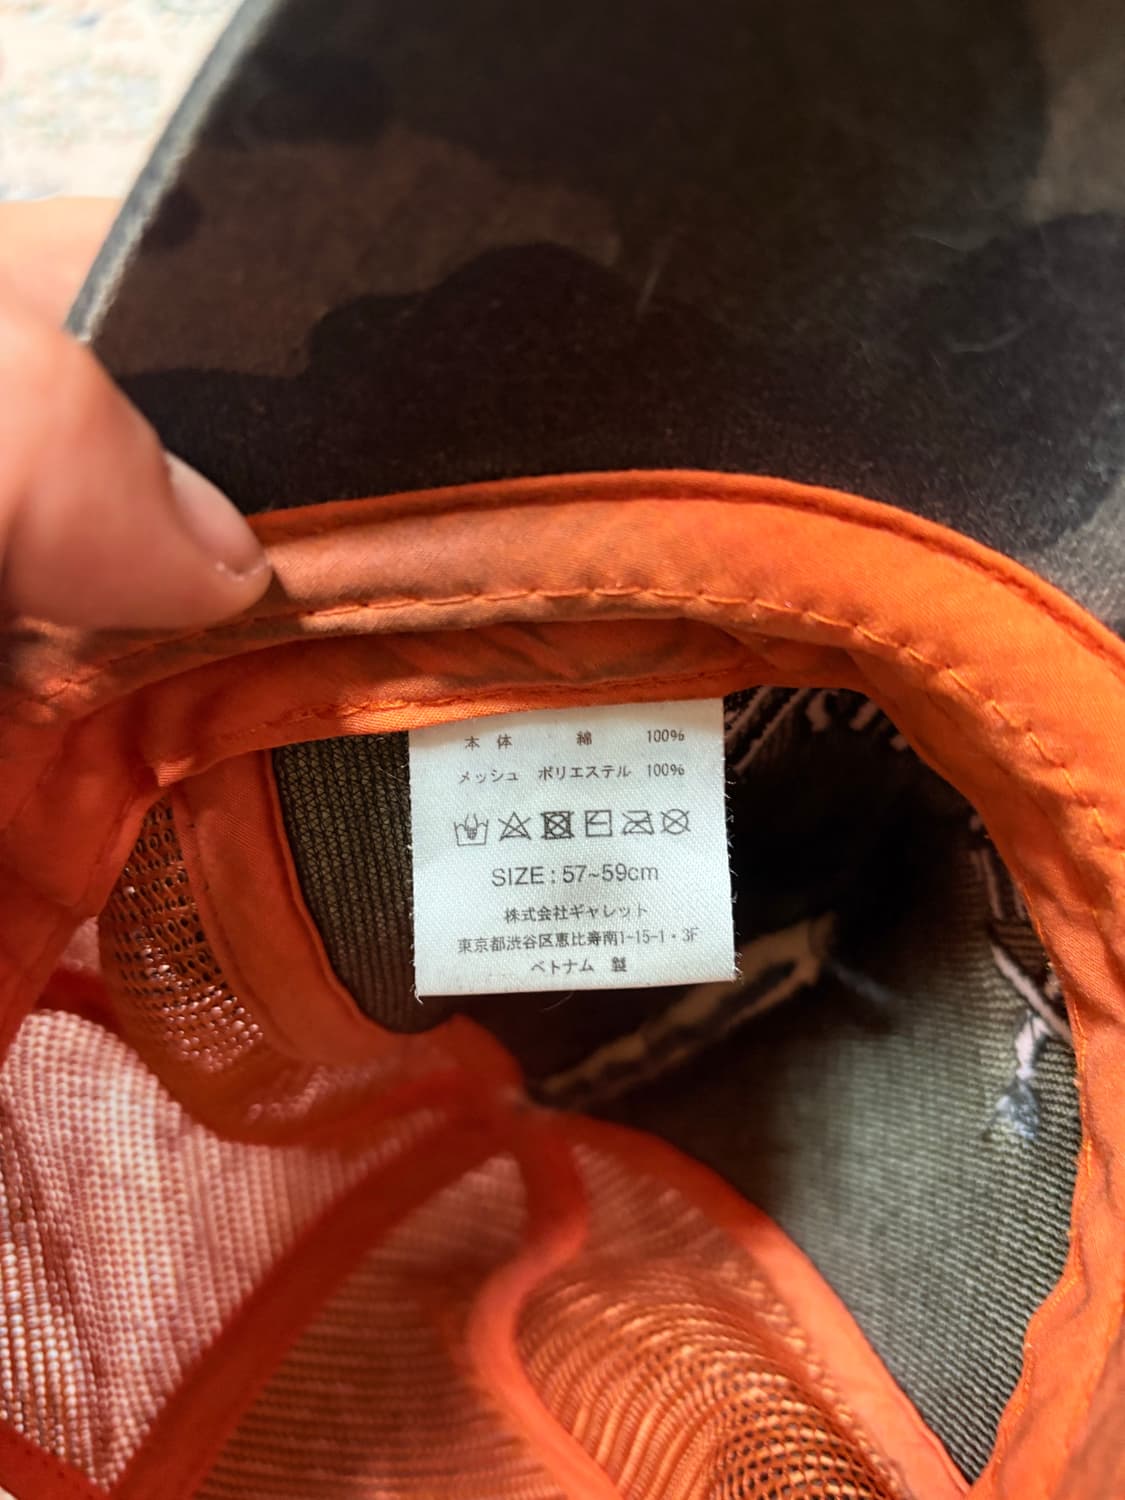 本体 綿 100%
メッシュ ポリエステル 100%
SIZE : 57~59cm
株式会社ギャレット
東京都渋谷区恵比寿南1-15-1・3F
ベトナム 製